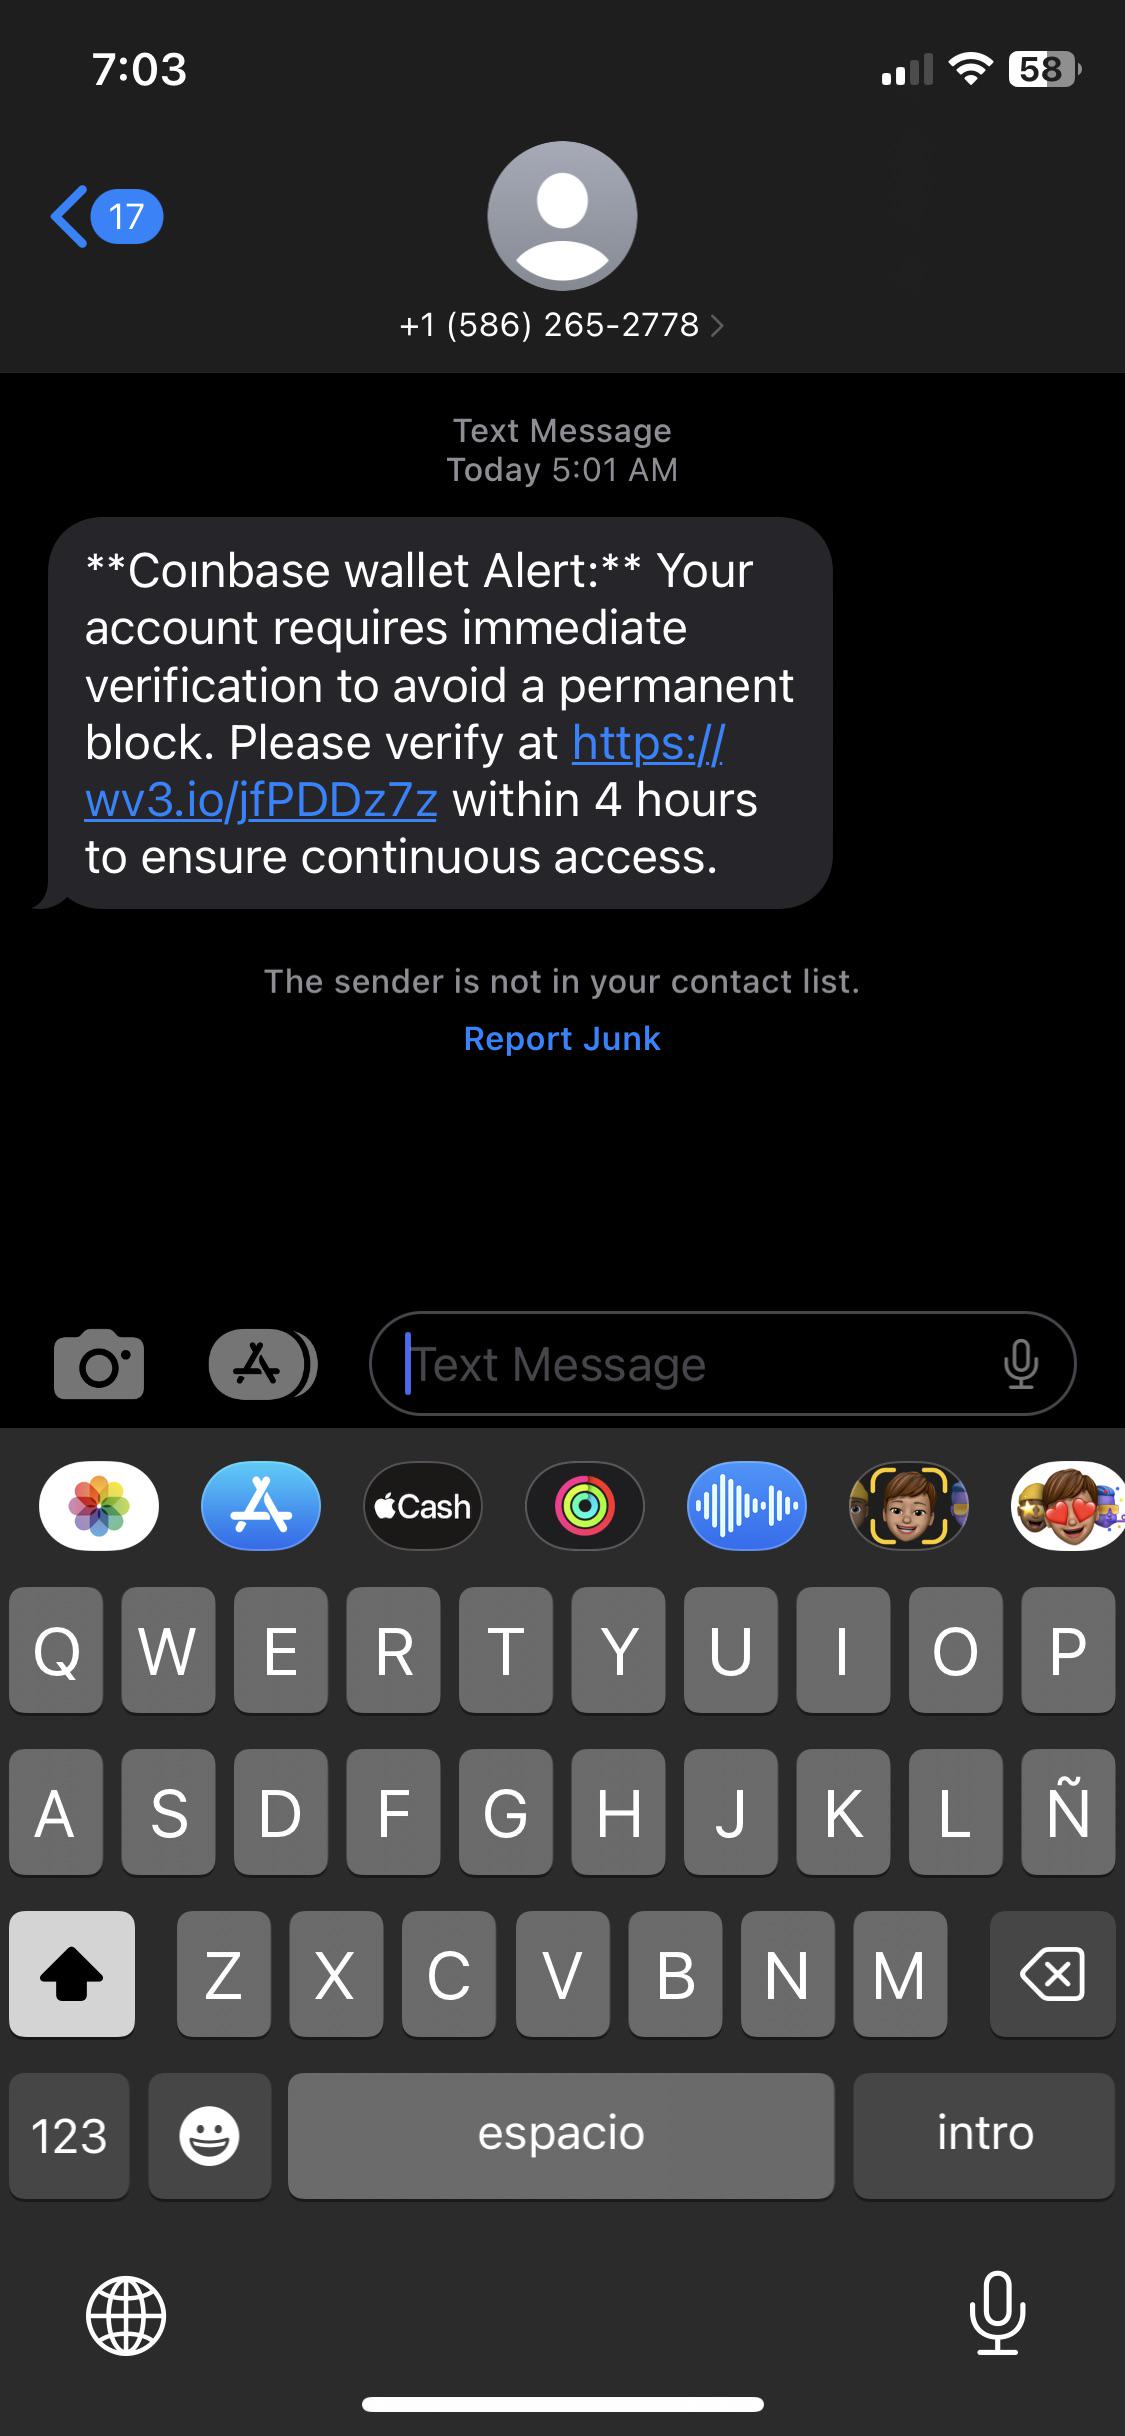 7:03
58
17
+1 (586) 265-2778
Text Message
Today 5:01 AM
**Coınbase wallet Alert:** Your
account requires immediate
verification to avoid a permanent
block. Please verify at https://
wv3.io/jfPDDz7z within 4 hours
to ensure continuous access.
The sender is not in your contact list.
Report Junk
Text Message
Cash
Q W E R T Y U I O P
A S D F G H J K L Ñ
Z X C V B N M
123 espacio intro